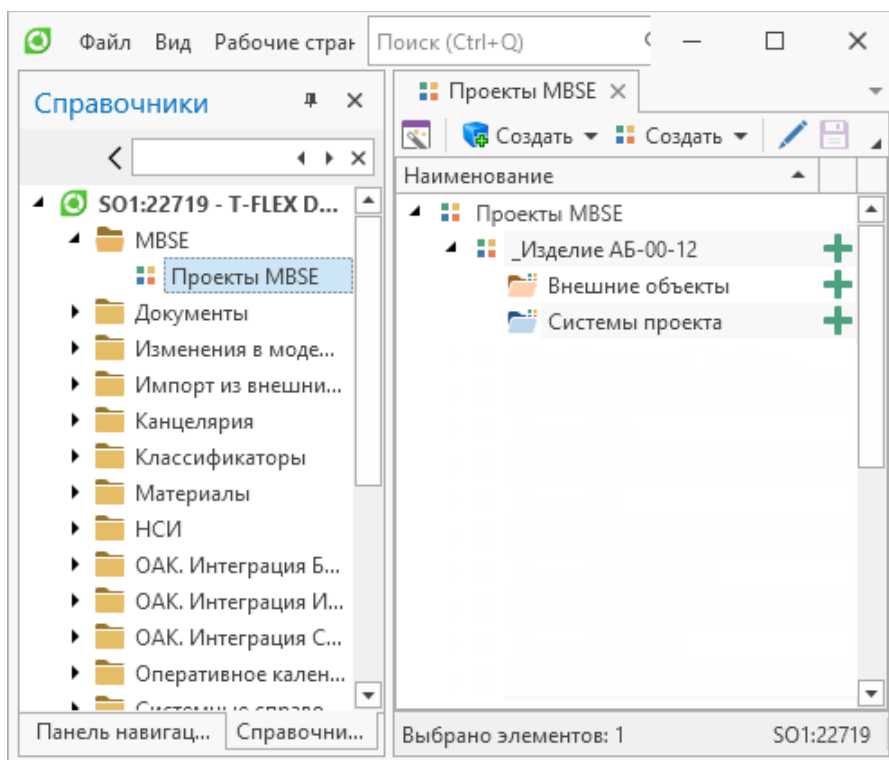 Файл Вид Рабочие стран Поиск (Ctrl+Q)
Справочники
SO1:22719 - T-FLEX D...
MBSE
Проекты MBSE
Документы
Изменения в моде...
Импорт из внешни...
Канцелярия
Классификаторы
Материалы
НСИ
ОАК. Интеграция Б...
ОАК. Интеграция И...
ОАК. Интеграция С...
Оперативное кален...
Панель навигац... Справочни...
Проекты MBSE
Создать Создать
Наименование
Проекты MBSE
_Изделие АБ-00-12
Внешние объекты
Системы проекта
Выбрано элементов: 1 SO1:22719